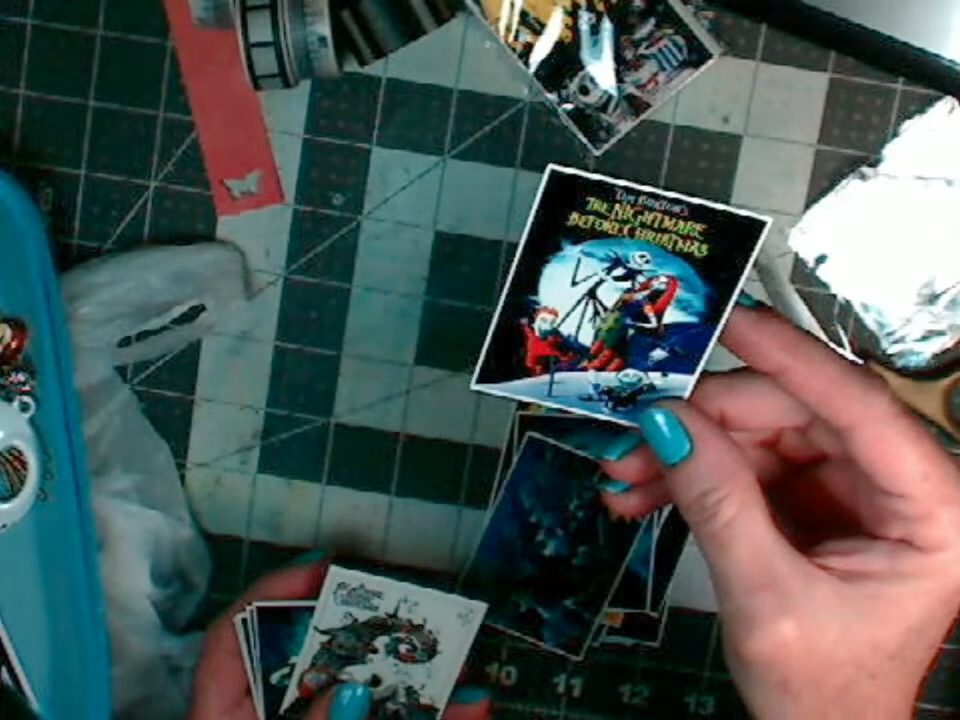 TIM BURTON'S
THE NIGHTMARE
BEFORE CHRISTMAS
10 11 12 13